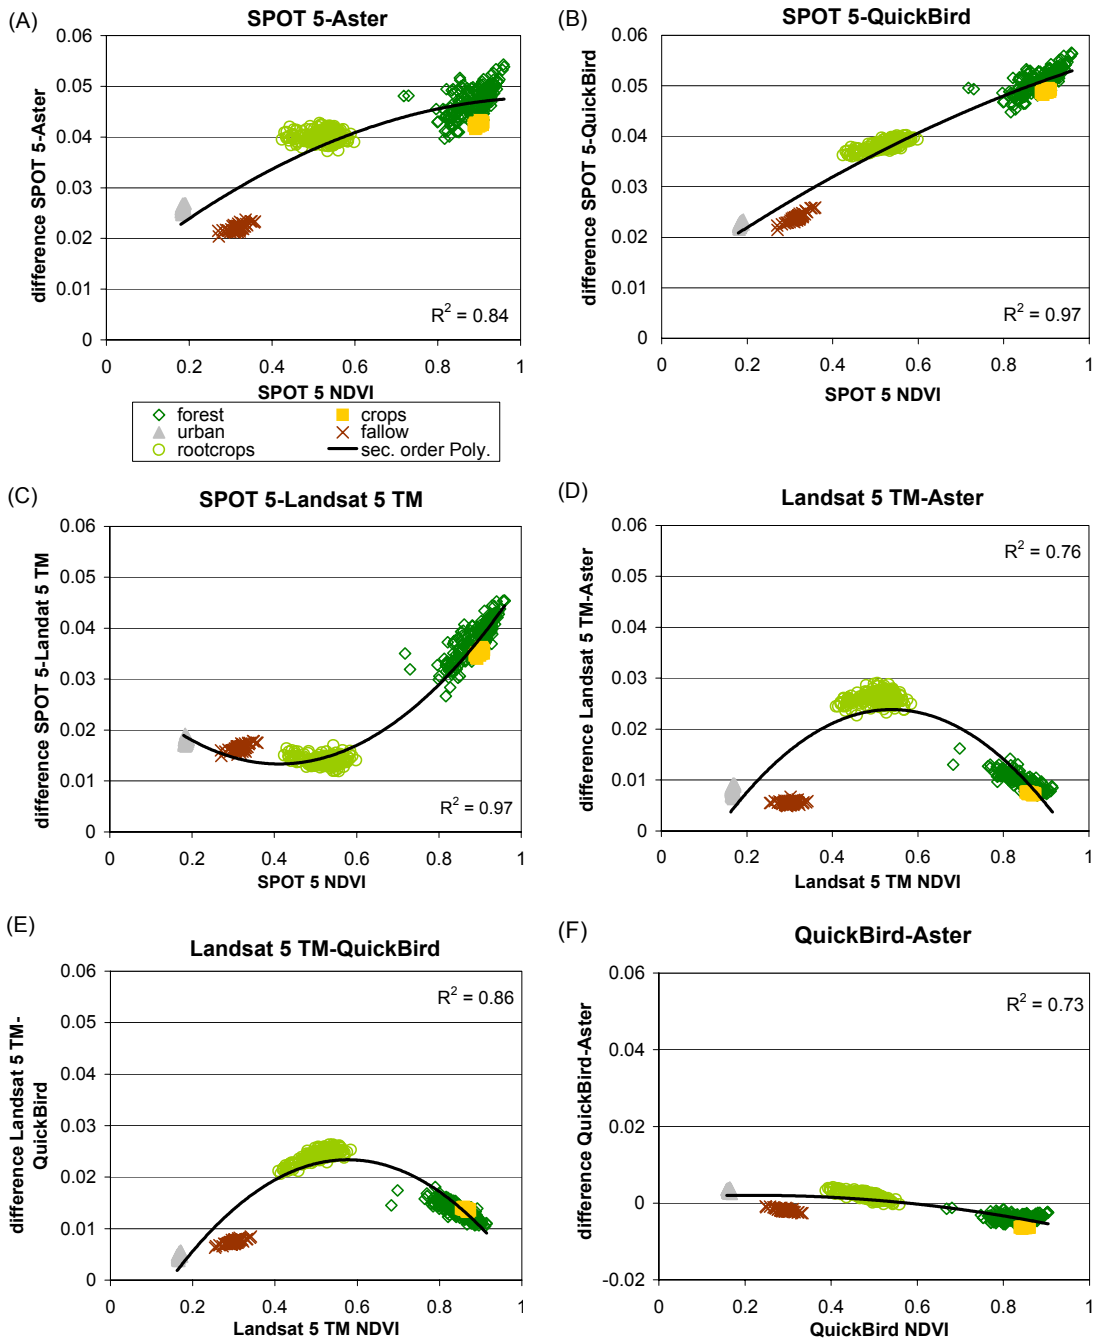 (A)
SPOT 5-Aster
difference SPOT 5-Aster
0.06
0.05
0.04
0.03
0.02
0.01
0
R² = 0.84
0 0.2 0.4 0.6 0.8 1
SPOT 5 NDVI
(B)
SPOT 5-QuickBird
difference SPOT 5-QuickBird
0.06
0.05
0.04
0.03
0.02
0.01
0
R² = 0.97
0 0.2 0.4 0.6 0.8 1
SPOT 5 NDVI
forest
crops
urban
fallow
rootcrops
sec. order Poly.
(C)
SPOT 5-Landsat 5 TM
difference SPOT 5-Landat 5 TM
0.06
0.05
0.04
0.03
0.02
0.01
0
R² = 0.97
0 0.2 0.4 0.6 0.8 1
SPOT 5 NDVI
(D)
Landsat 5 TM-Aster
difference Landsat 5 TM-Aster
0.06
0.05
0.04
0.03
0.02
0.01
0
R² = 0.76
0 0.2 0.4 0.6 0.8 1
Landsat 5 TM NDVI
(E)
Landsat 5 TM-QuickBird
difference Landsat 5 TM-
QuickBird
0.06
0.05
0.04
0.03
0.02
0.01
0
R² = 0.86
0 0.2 0.4 0.6 0.8 1
Landsat 5 TM NDVI
(F)
QuickBird-Aster
difference QuickBird-Aster
0.06
0.04
0.02
0
-0.02
R² = 0.73
0 0.2 0.4 0.6 0.8 1
QuickBird NDVI